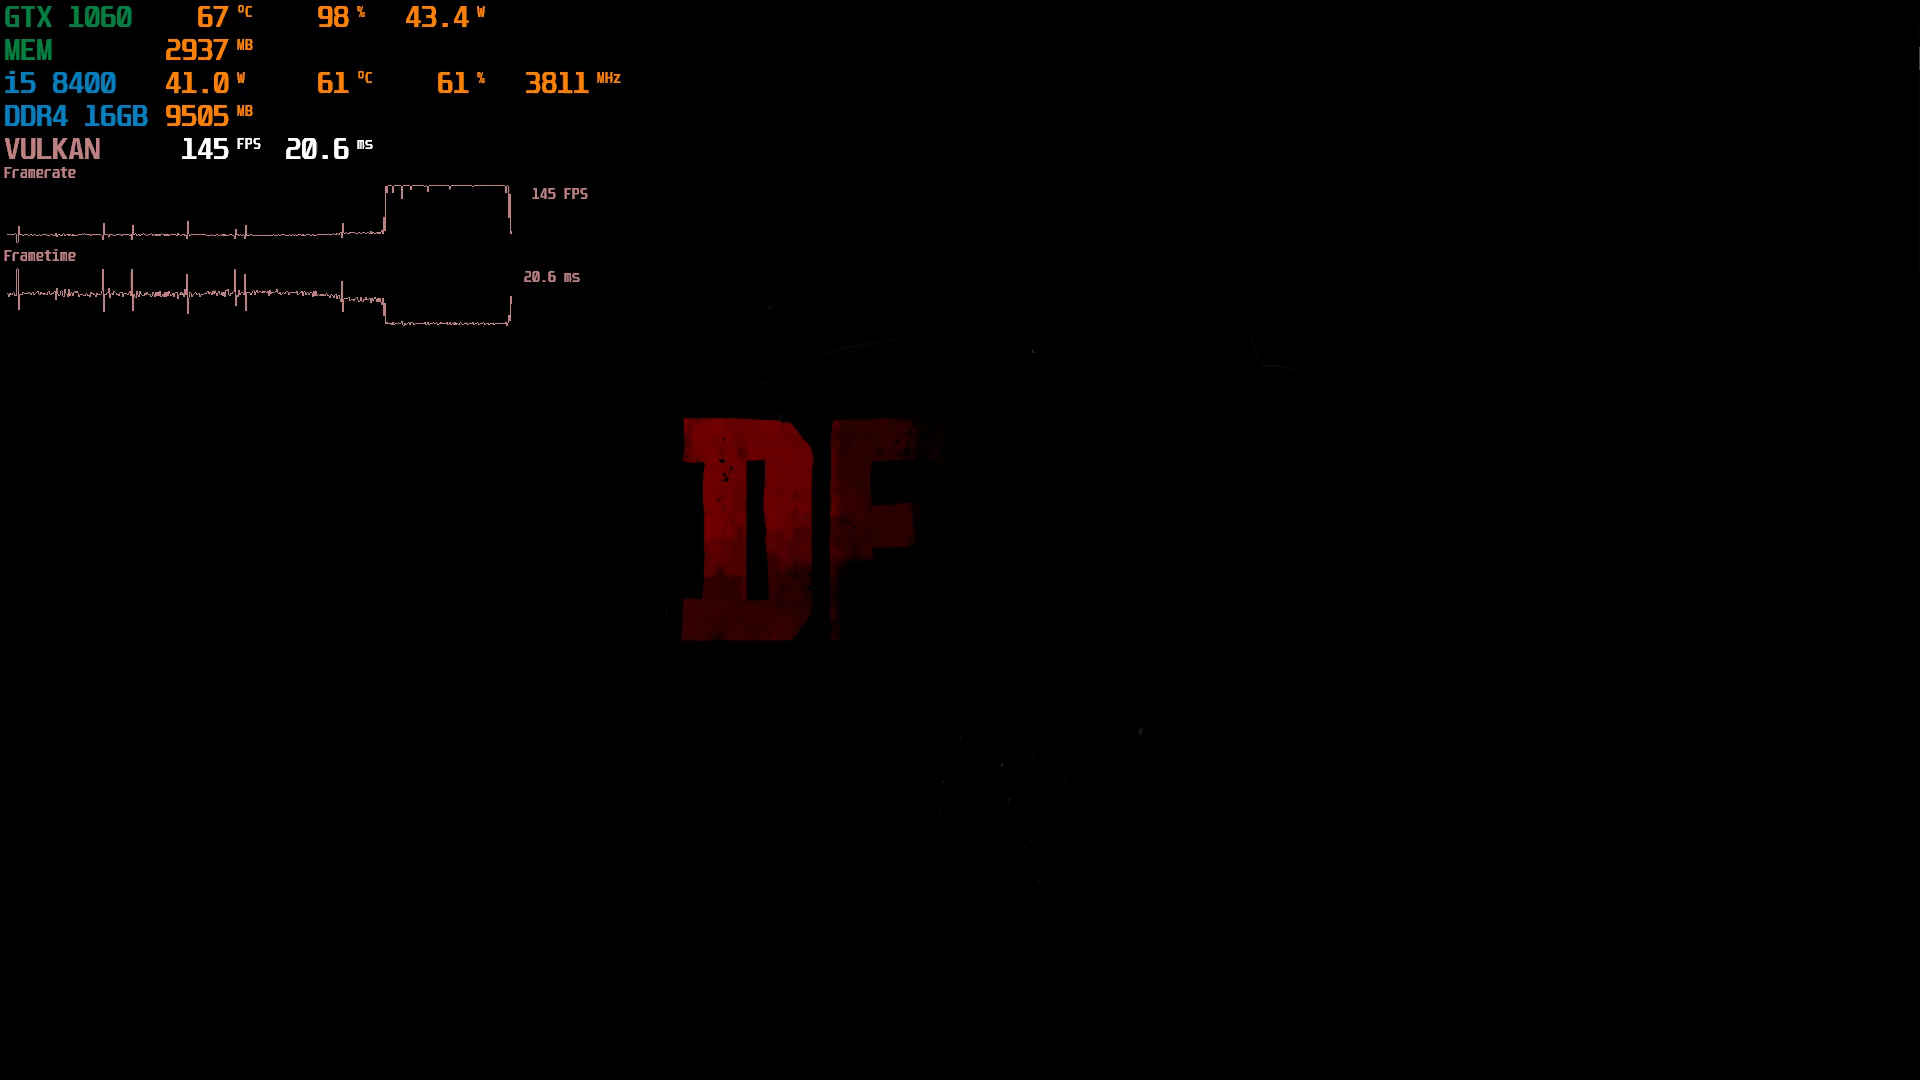 GTX 1060 67 °C 98 % 43.4 W
MEM 2937 MB
i5 8400 41.0 W 61 °C 61 % 3811 MHz
DDR4 16GB 9505 MB
VULKAN 145 FPS 20.6 ms
Framerate
145 FPS
Frametime
20.6 ms
DF